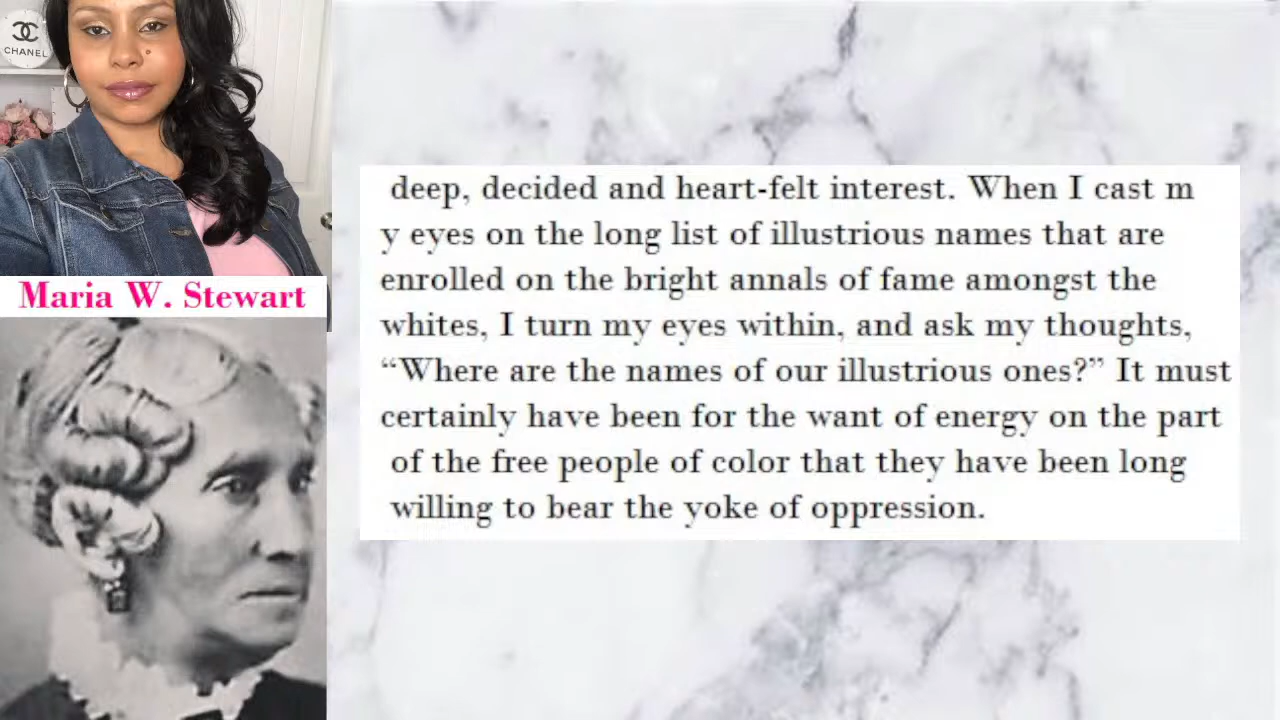 CHANEL
Maria W. Stewart
deep, decided and heart-felt interest. When I cast m
y eyes on the long list of illustrious names that are
enrolled on the bright annals of fame amongst the
whites, I turn my eyes within, and ask my thoughts,
“Where are the names of our illustrious ones?” It must
certainly have been for the want of energy on the part
of the free people of color that they have been long
willing to bear the yoke of oppression.